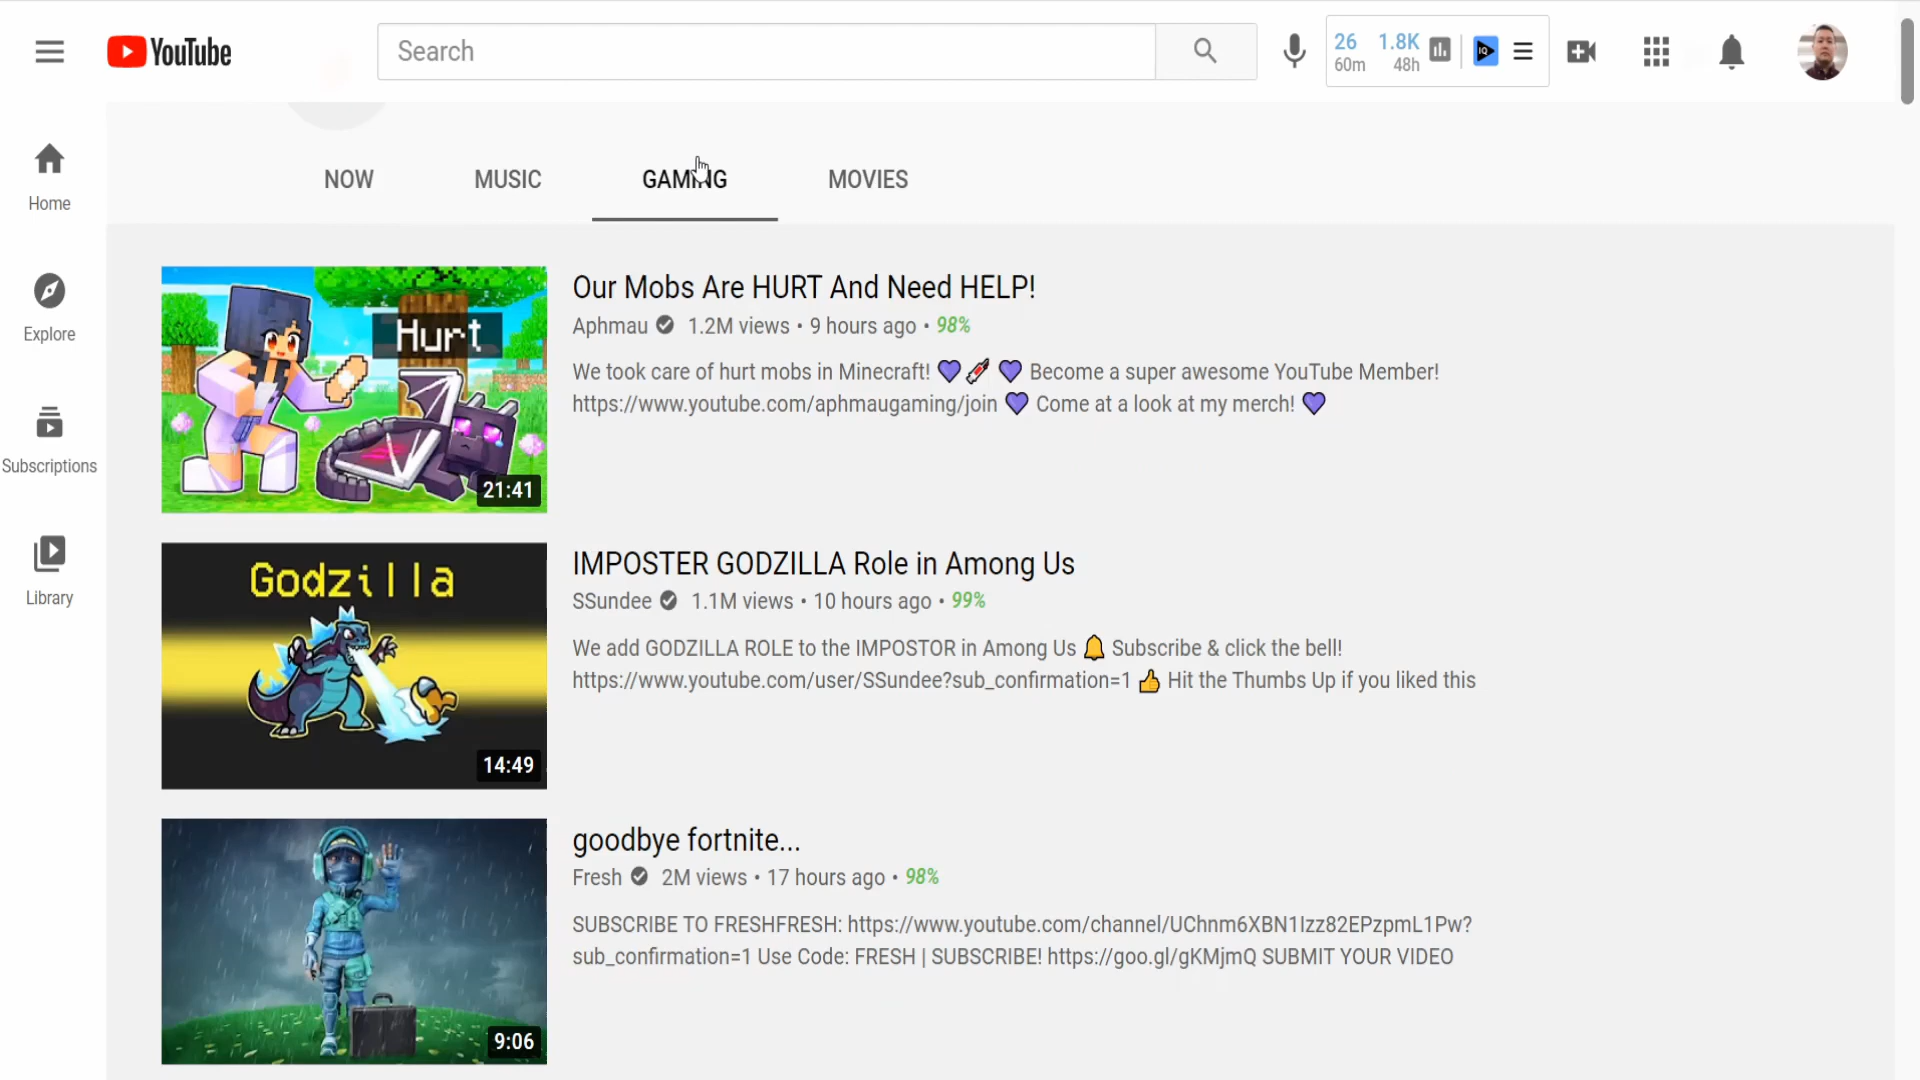 YouTube
Search
26
60m
1.8K
48h
IQ
Home
Explore
Subscriptions
Library
NOW
MUSIC
GAMING
MOVIES
Hurt
21:41
Our Mobs Are HURT And Need HELP!
Aphmau 1.2M views • 9 hours ago • 98%
We took care of hurt mobs in Minecraft! 💜💉 💜 Become a super awesome YouTube Member!
https://www.youtube.com/aphmaugaming/join 💜 Come at a look at my merch! 💜
Godzilla
14:49
IMPOSTER GODZILLA Role in Among Us
SSundee 1.1M views • 10 hours ago • 99%
We add GODZILLA ROLE to the IMPOSTOR in Among Us 🔔 Subscribe & click the bell!
https://www.youtube.com/user/SSundee?sub_confirmation=1 👍 Hit the Thumbs Up if you liked this
9:06
goodbye fortnite...
Fresh 2M views • 17 hours ago • 98%
SUBSCRIBE TO FRESHFRESH: https://www.youtube.com/channel/UChnm6XBN1Izz82EPzpmL1Pw?
sub_confirmation=1 Use Code: FRESH | SUBSCRIBE! https://goo.gl/gKMjmQ SUBMIT YOUR VIDEO